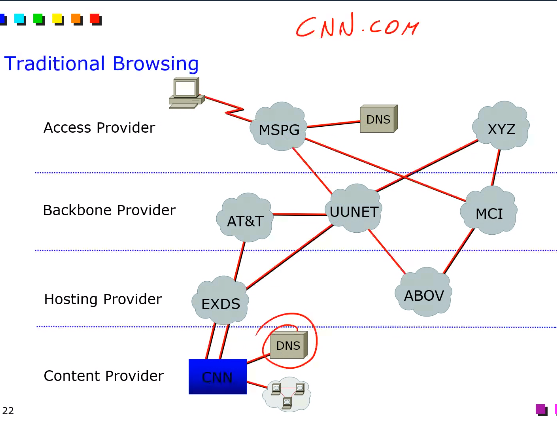 CNN.COM
Traditional Browsing
Access Provider
MSPG
DNS
XYZ
Backbone Provider
AT&T
UUNET
MCI
Hosting Provider
EXDS
ABOV
DNS
Content Provider
CNN
22